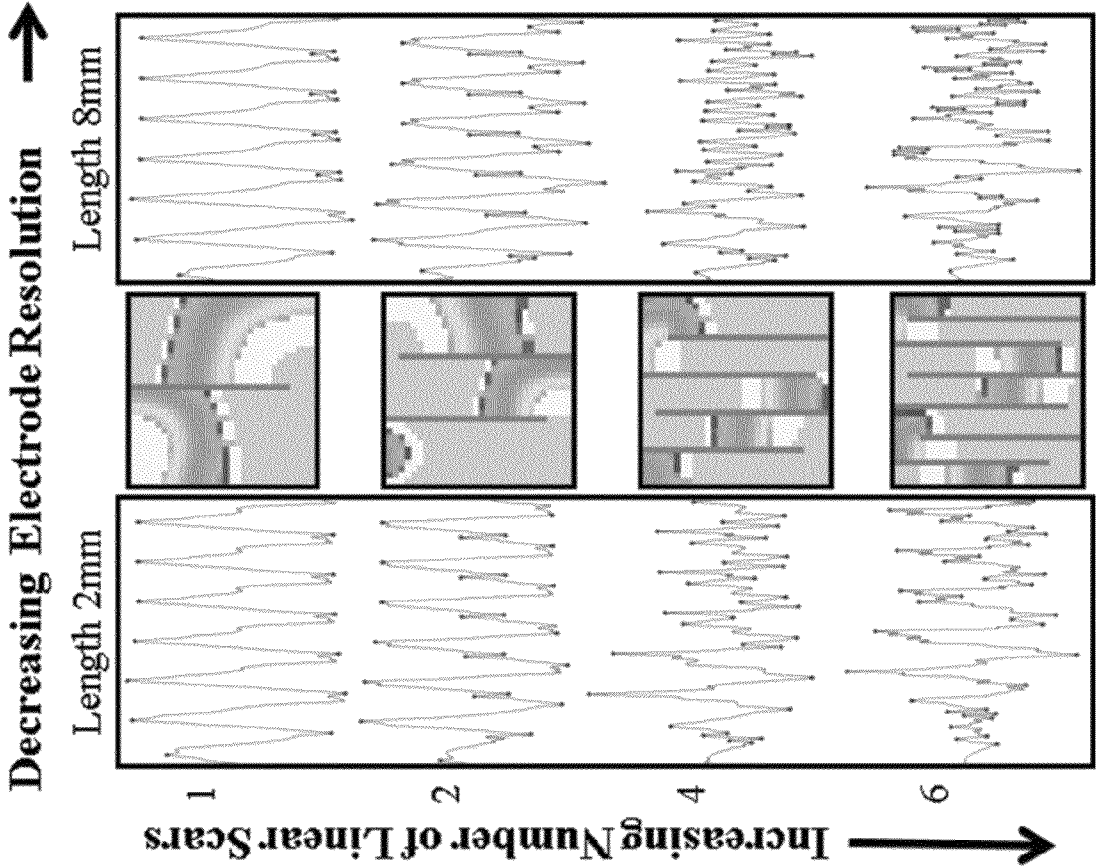 Decreasing Electrode Resolution
Length 2mm
Length 8mm
1
2
4
6
Increasing Number of Linear Scars